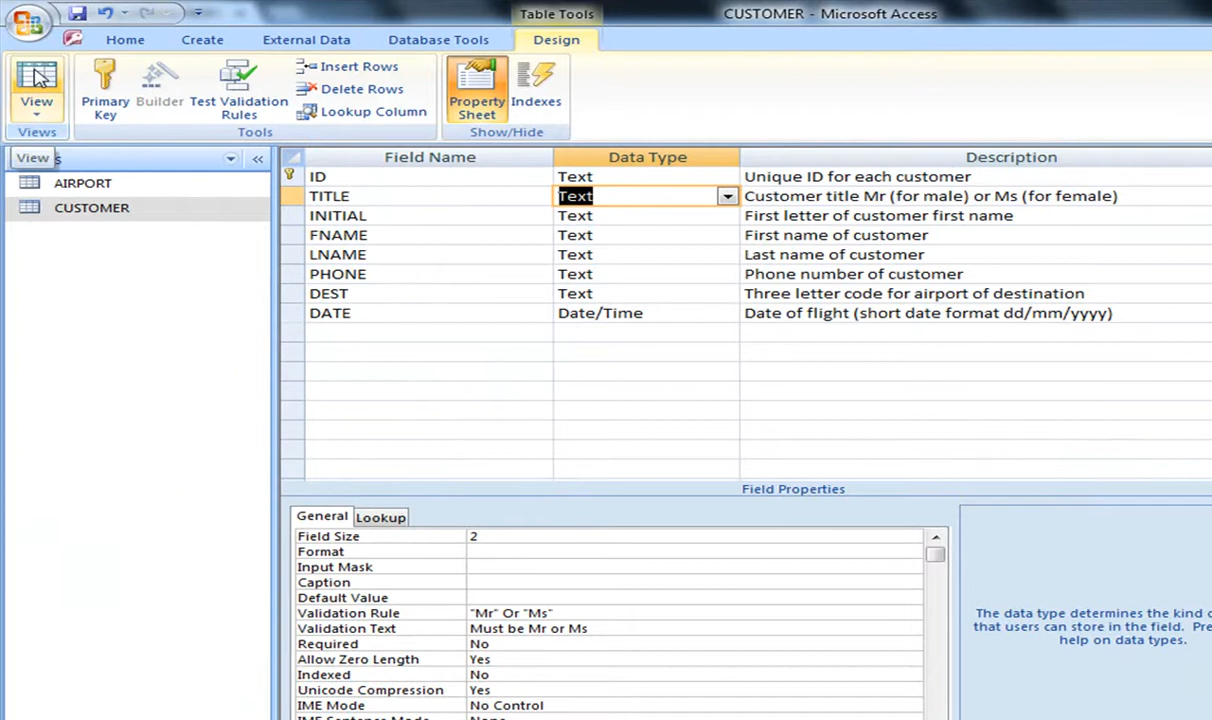 Table Tools
CUSTOMER - Microsoft Access
Home
Create
External Data
Database Tools
Design
View
Primary Key
Builder
Test Validation Rules
Insert Rows
Delete Rows
Lookup Column
Property Sheet
Indexes
Views
Tools
Show/Hide
View
s
AIRPORT
CUSTOMER
Field Name Data Type Description
ID Text Unique ID for each customer
TITLE Text Customer title Mr (for male) or Ms (for female)
INITIAL Text First letter of customer first name
FNAME Text First name of customer
LNAME Text Last name of customer
PHONE Text Phone number of customer
DEST Text Three letter code for airport of destination
DATE Date/Time Date of flight (short date format dd/mm/yyyy)
Field Properties
General Lookup
Field Size 2
Format
Input Mask
Caption
Default Value
Validation Rule "Mr" Or "Ms"
Validation Text Must be Mr or Ms
Required No
Allow Zero Length Yes
Indexed No
Unicode Compression Yes
IME Mode No Control
The data type determines the kind
that users can store in the field. Pre
help on data types.